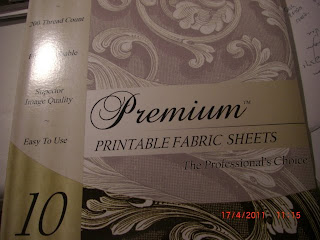 200 Thread Count
~
Superior
Image Quality
~
Easy To Use
10
Premium™
PRINTABLE FABRIC SHEETS
The Professional's Choice
17/4/2011 11:15